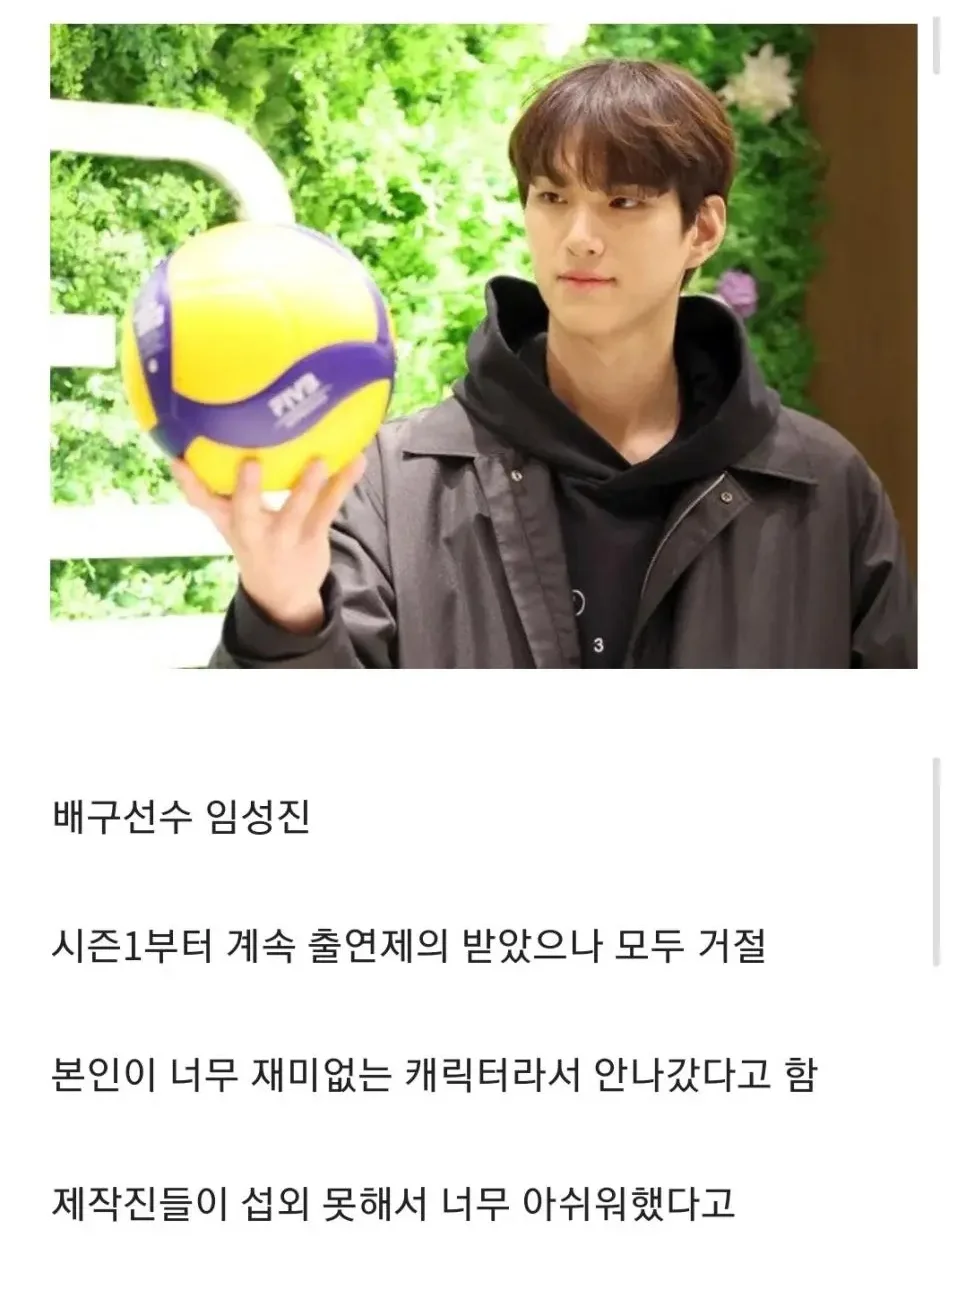 FIVB
3
배구선수 임성진
시즌1부터 계속 출연제의 받았으나 모두 거절
본인이 너무 재미없는 캐릭터라서 안나갔다고 함
제작진들이 섭외 못해서 너무 아쉬워했다고